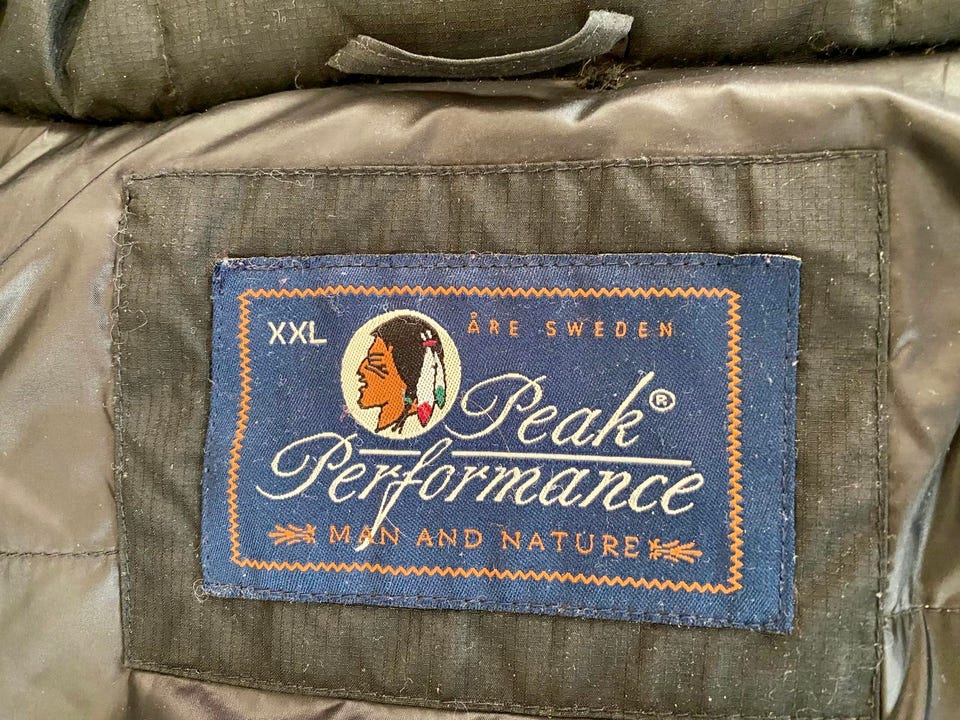 XXL
ÅRE SWEDEN
Peak®
Performance
MAN AND NATURE